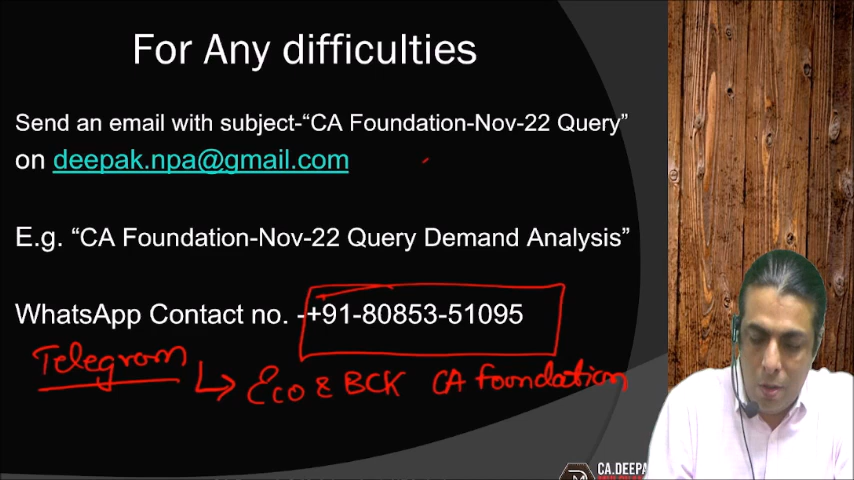 For Any difficulties
Send an email with subject-“CA Foundation-Nov-22 Query”
on deepak.npa@gmail.com
E.g. “CA Foundation-Nov-22 Query Demand Analysis”
WhatsApp Contact no. -+91-80853-51095
Telegram
Eco & BCK CA foundation
CA.DEEPA